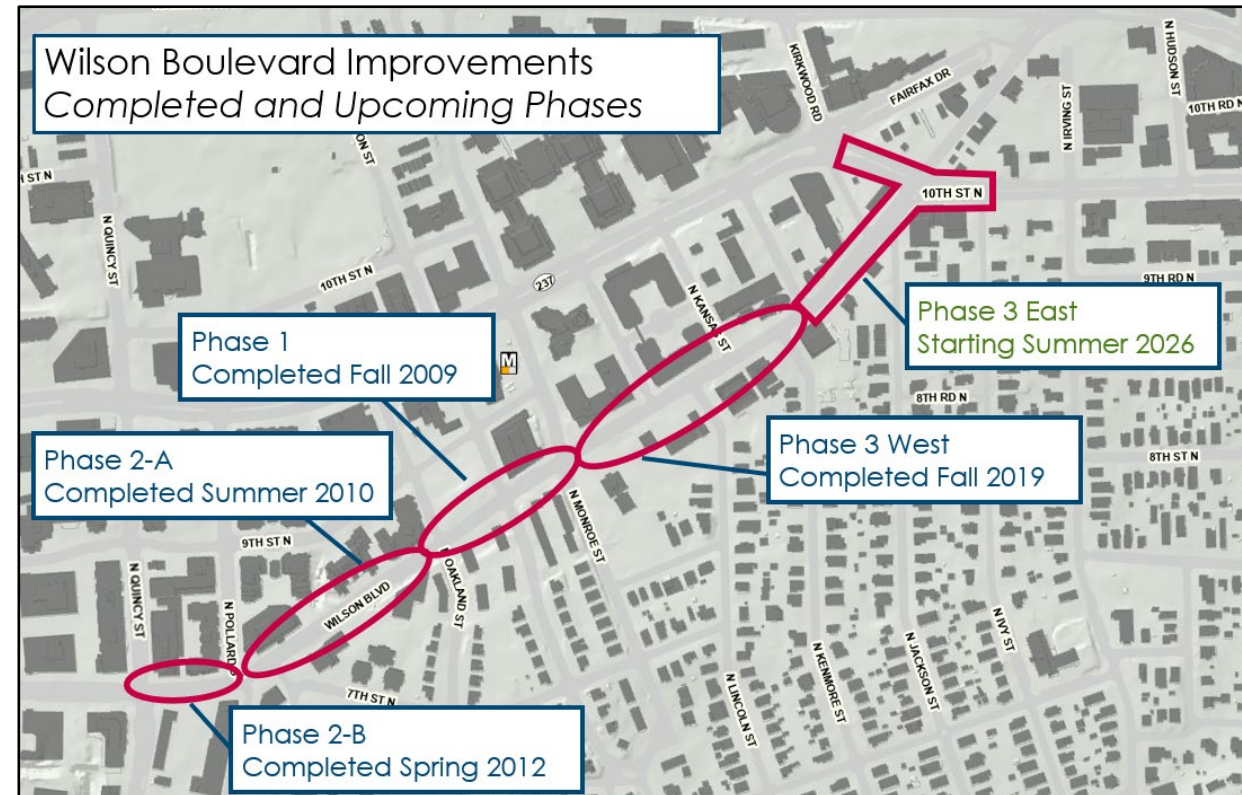 Wilson Boulevard Improvements
Completed and Upcoming Phases
KIRKWOOD RD
FAIRFAX DR
N HUDSON ST
10TH RD N
N IRVING ST
ON ST
H ST N
N QUINCY ST
10TH ST N
10TH ST N
237
9TH RD N
N KANSAS ST
Phase 3 East
Starting Summer 2026
Phase 1
Completed Fall 2009
M
8TH RD N
8TH ST N
Phase 3 West
Completed Fall 2019
Phase 2-A
Completed Summer 2010
N MONROE ST
9TH ST N
N OAKLAND ST
WILSON BLVD
N QUINCY ST
N POLLARD S
7TH ST N
N LINCOLN ST
N KENMORE ST
N JACKSON ST
N IVY ST
Phase 2-B
Completed Spring 2012